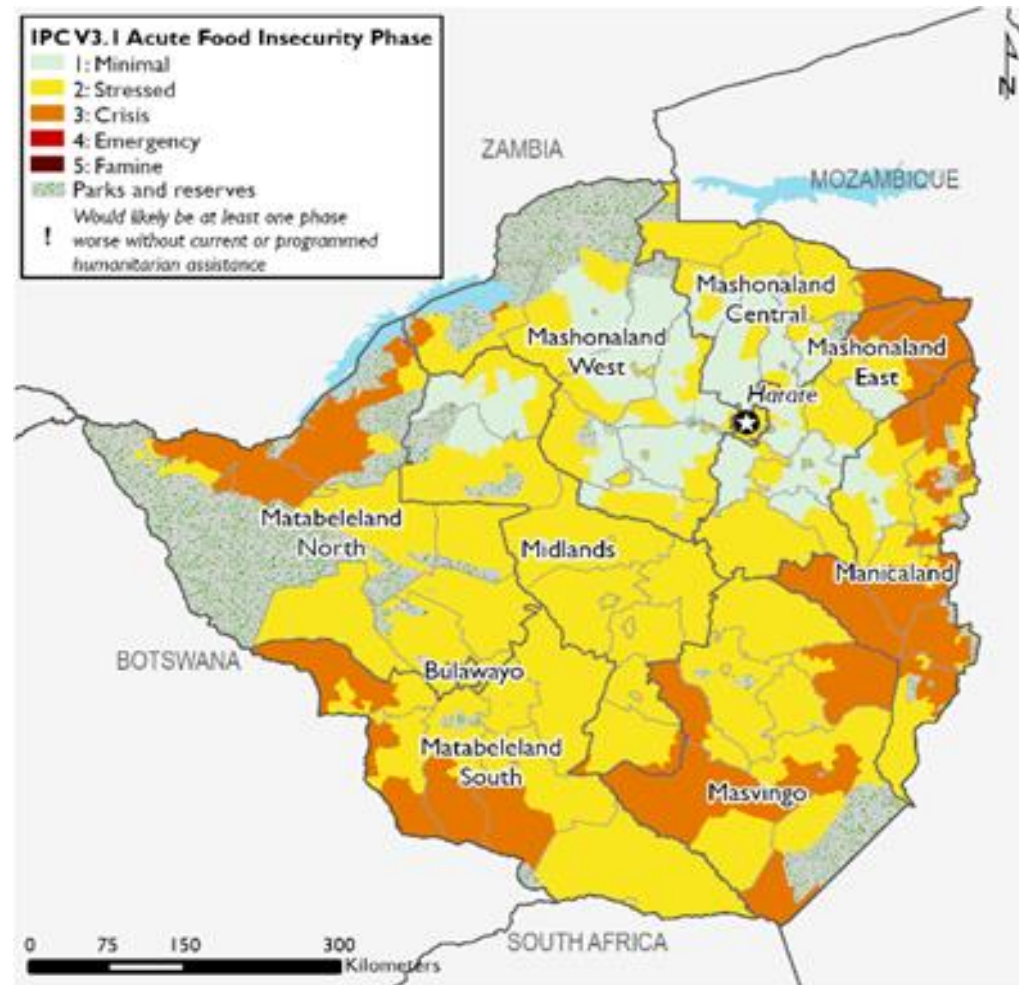 IPC V3.1 Acute Food Insecurity Phase
1: Minimal
2: Stressed
3: Crisis
4: Emergency
5: Famine
Parks and reserves
! Would likely be at least one phase
worse without current or programmed
humanitarian assistance
N
ZAMBIA
MOZAMBIQUE
Mashonaland
Central
Mashonaland
West
Mashonaland
East
Harare
Matabeleland
North
Midlands
Manicaland
BOTSWANA
Bulawayo
Matabeleland
South
Masvingo
SOUTH AFRICA
0 75 150 300
Kilometers